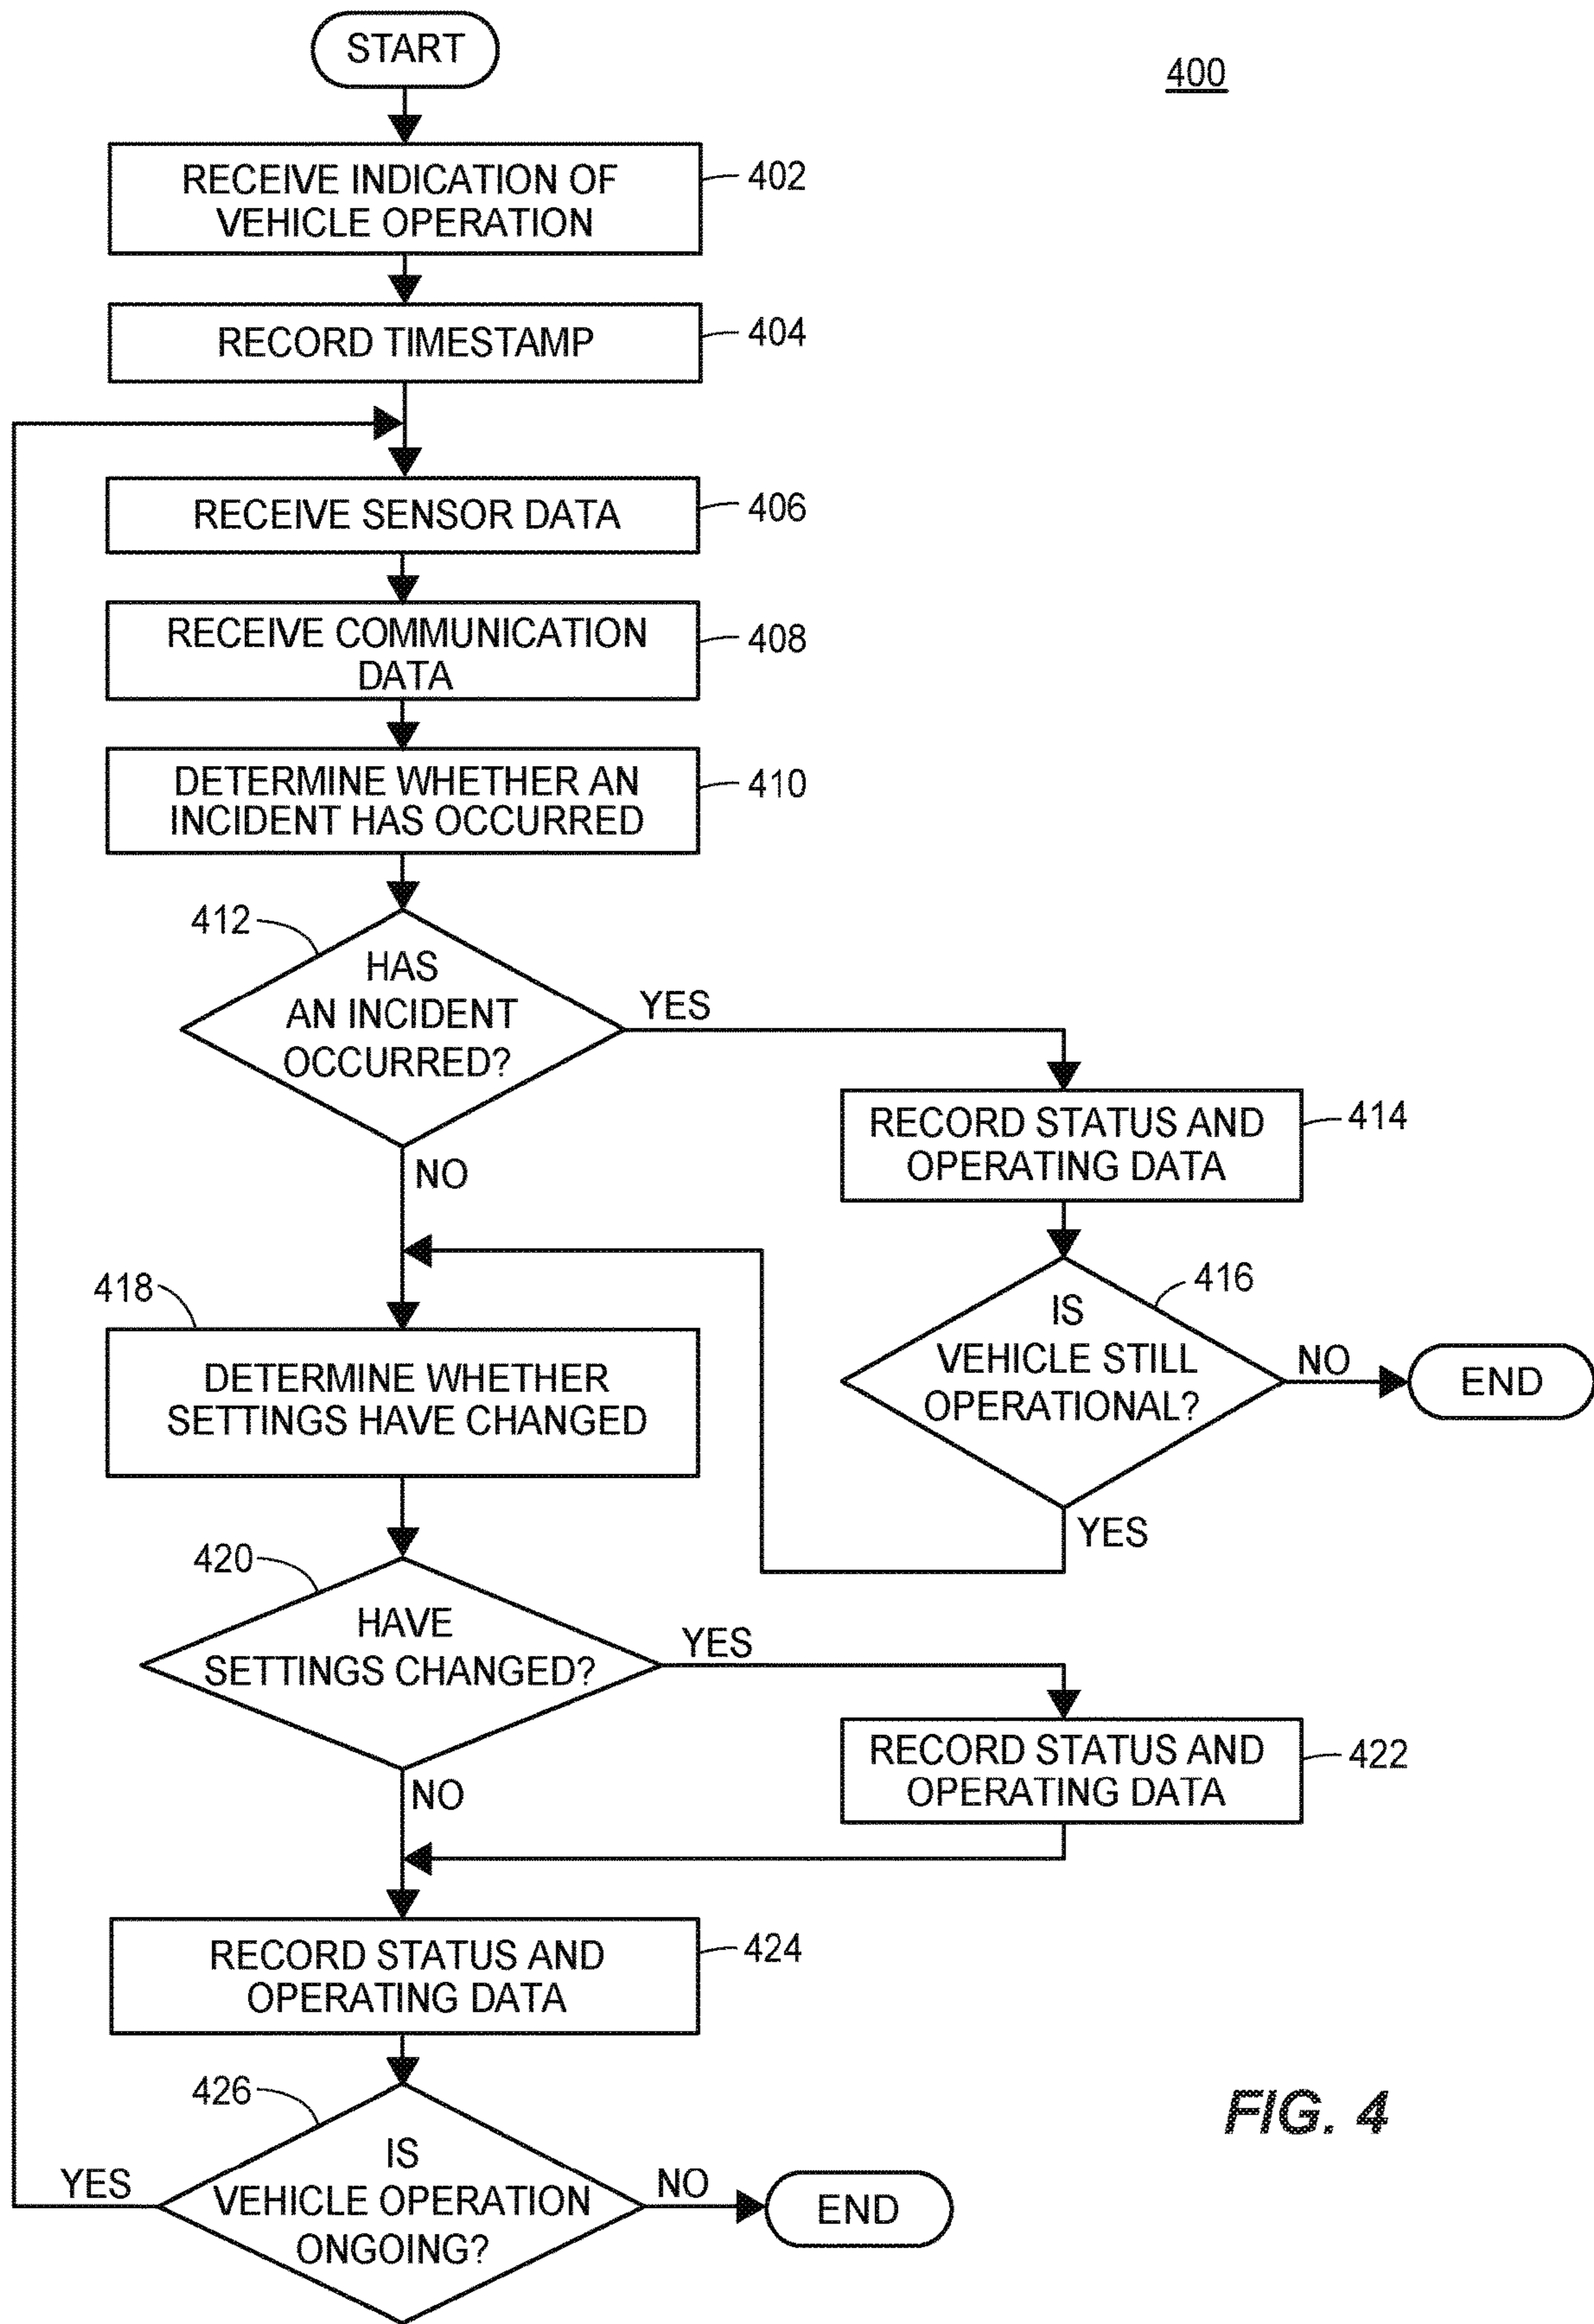 START
400
RECEIVE INDICATION OF
VEHICLE OPERATION
402
RECORD TIMESTAMP
404
RECEIVE SENSOR DATA
406
RECEIVE COMMUNICATION
DATA
408
DETERMINE WHETHER AN
INCIDENT HAS OCCURRED
410
412
HAS
AN INCIDENT
OCCURRED?
YES
NO
RECORD STATUS AND
OPERATING DATA
414
416
IS
VEHICLE STILL
OPERATIONAL?
NO
END
YES
418
DETERMINE WHETHER
SETTINGS HAVE CHANGED
420
HAVE
SETTINGS CHANGED?
YES
NO
RECORD STATUS AND
OPERATING DATA
422
RECORD STATUS AND
OPERATING DATA
424
426
IS
VEHICLE OPERATION
ONGOING?
YES
NO
END
FIG. 4